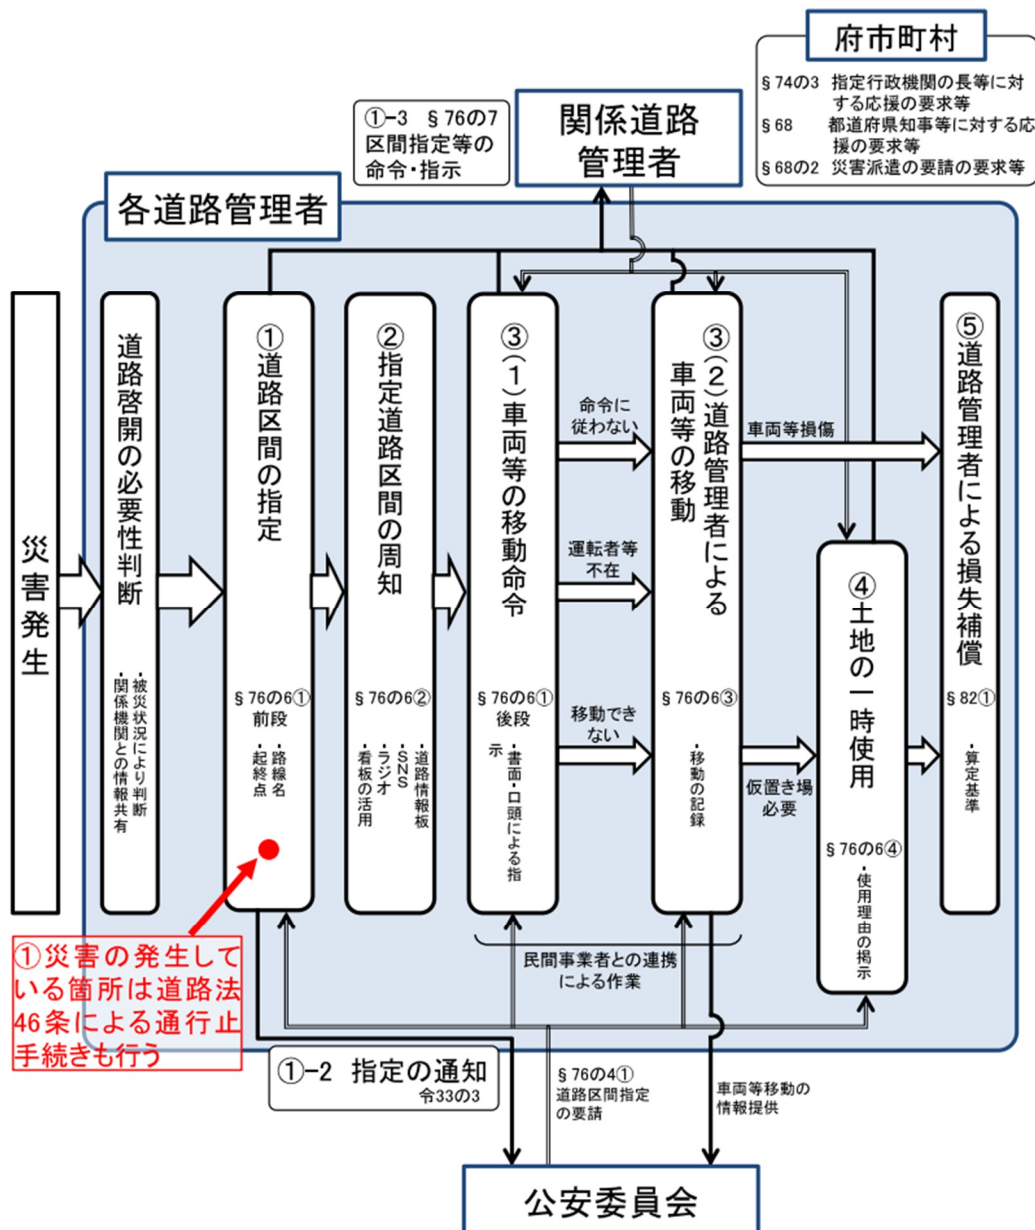 府市町村
§74の3 指定行政機関の長等に対
する応援の要求等
§68 都道府県知事等に対する応
援の要求等
§68の2 災害派遣の要請の要求等
①-3 §76の7
区間指定等の
命令・指示
関係道路
管理者
各道路管理者
災害発生
道路啓開の必要性判断
・被災状況により判断
・関係機関との情報共有
①道路区間の指定
§76の6①
前段
・路線名
・起終点
②指定道路区間の周知
§76の6②
・道路情報板
・SNS
・ラジオ
・看板の活用
③(1)車両等の移動命令
§76の6①
後段
・書面・口頭による指
示
命令に
従わない
運転者等
不在
移動でき
ない
③(2)道路管理者による
車両等の移動
§76の6③
・移動の記録
車両等損傷
仮置き場
必要
④土地の一時使用
§76の6④
・使用理由の掲示
⑤道路管理者による損失補償
§82①
・算定基準
①災害の発生して
いる箇所は道路法
46条による通行止
手続きも行う
民間事業者との連携
による作業
①-2 指定の通知
令33の3
§76の4①
道路区間指定
の要請
車両等移動の
情報提供
公安委員会